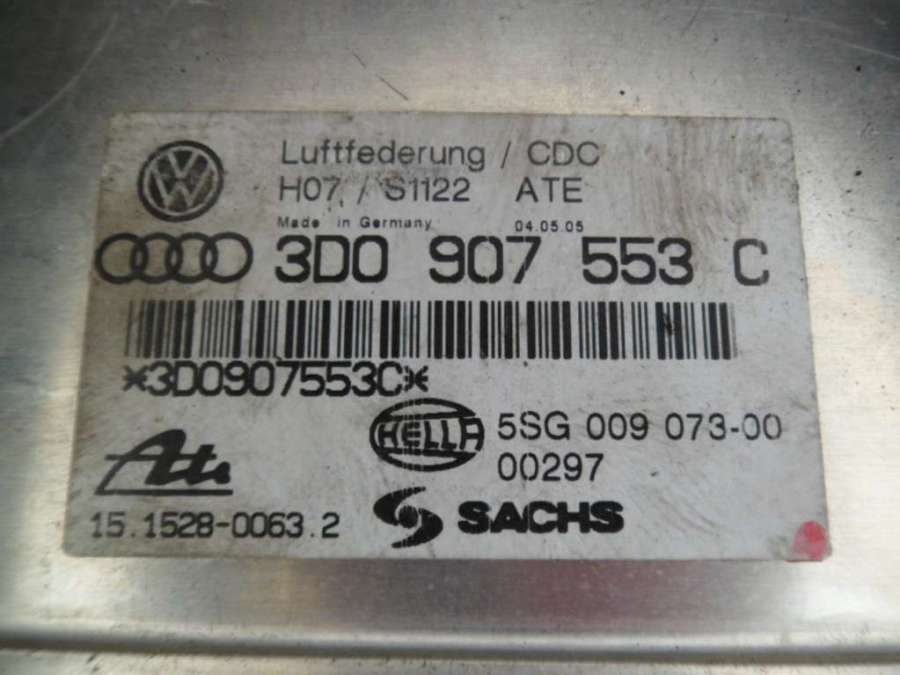 Luftfederung / CDC
H07 / S1122 ATE
Made in Germany 04.05.05
3D0 907 553 C
*3D0907553C*
HELLA 5SG 009 073-00
00297
Ate
15.1528-0063.2
SACHS